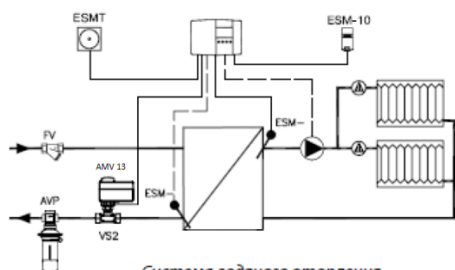 ESMT
ESM-10
FV
AMV 13
ESM-
ESM-
AVP
VS2
Система водяного отопления